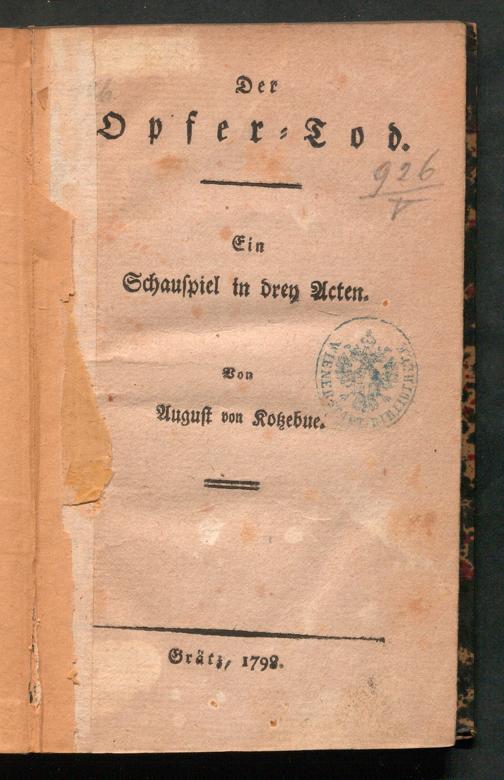 Der
Opfer-Tod.
926
V
Ein
Schauspiel in drey Acten.
Von
August von Kotzebue.
Grätz, 1798.